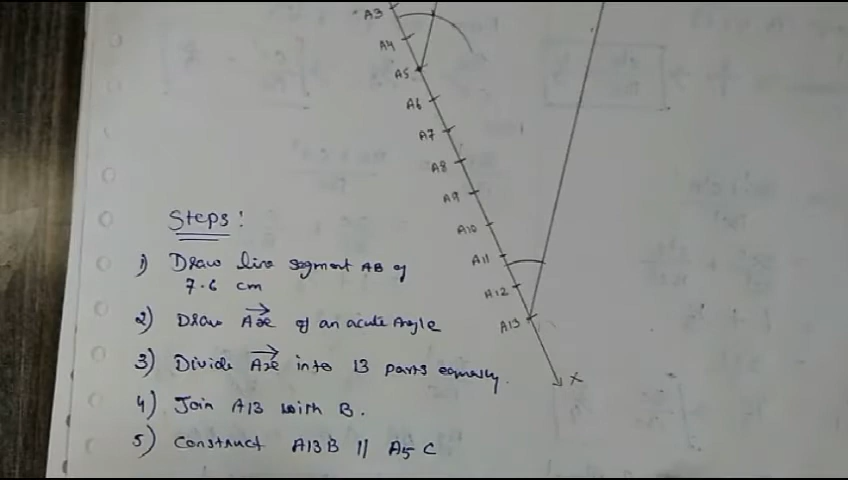 A3
A4
A5
A6
A7
A8
A9
A10
A11
A12
A13
X
Steps:
1) Draw line segment AB of
7.6 cm
2) Draw Ax of an acute Angle
3) Divide Ax into 13 parts equally.
4) Join A13 with B.
5) Construct A13B || A5 C